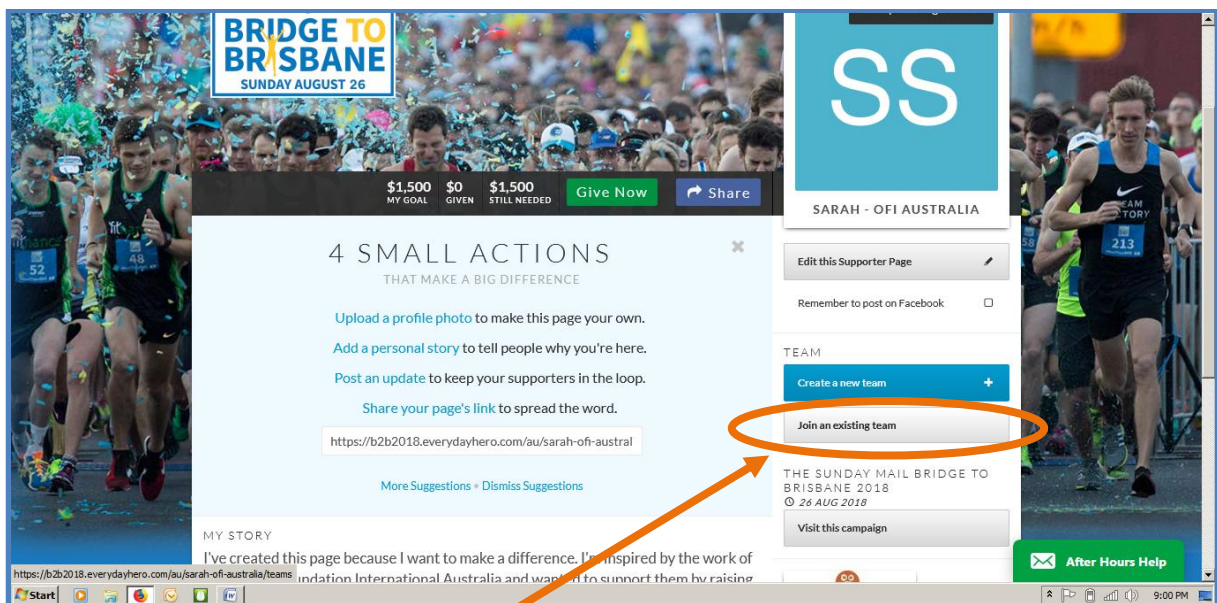 BRIDGE TO
BRISBANE
SUNDAY AUGUST 26
SS
$1,500
MY GOAL
$0
GIVEN
$1,500
STILL NEEDED
Give Now
Share
SARAH - OFI AUSTRALIA
52
48
58
213
4 SMALL ACTIONS
THAT MAKE A BIG DIFFERENCE
Upload a profile photo to make this page your own.
Add a personal story to tell people why you're here.
Post an update to keep your supporters in the loop.
Share your page's link to spread the word.
https://b2b2018.everydayhero.com/au/sarah-ofi-austral
More Suggestions • Dismiss Suggestions
Edit this Supporter Page
Remember to post on Facebook
TEAM
Create a new team
Join an existing team
THE SUNDAY MAIL BRIDGE TO
BRISBANE 2018
26 AUG 2018
Visit this campaign
MY STORY
I've created this page because I want to make a difference. I'm inspired by the work of
International Australia and to support them by raising
https://b2b2018.everydayhero.com/au/sarah-ofi-australia/teams
After Hours Help
Start
9:00 PM